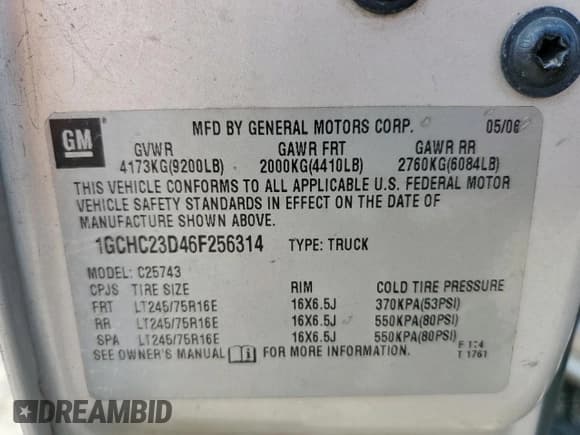 GM
MFD BY GENERAL MOTORS CORP. 05/06
GVWR GAWR FRT GAWR RR
4173KG(9200LB) 2000KG(4410LB) 2760KG(6084LB)
THIS VEHICLE CONFORMS TO ALL APPLICABLE U.S. FEDERAL MOTOR
VEHICLE SAFETY STANDARDS IN EFFECT ON THE DATE OF
MANUFACTURE SHOWN ABOVE.
1GCHC23D46F256314 TYPE: TRUCK
MODEL: C25743
CPJS TIRE SIZE RIM COLD TIRE PRESSURE
FRT LT245/75R16E 16X6.5J 370KPA(53PSI)
RR LT245/75R16E 16X6.5J 550KPA(80PSI)
SPA LT245/75R16E 16X6.5J 550KPA(80PSI)
SEE OWNER'S MANUAL FOR MORE INFORMATION.
T 1761
DREAMBID